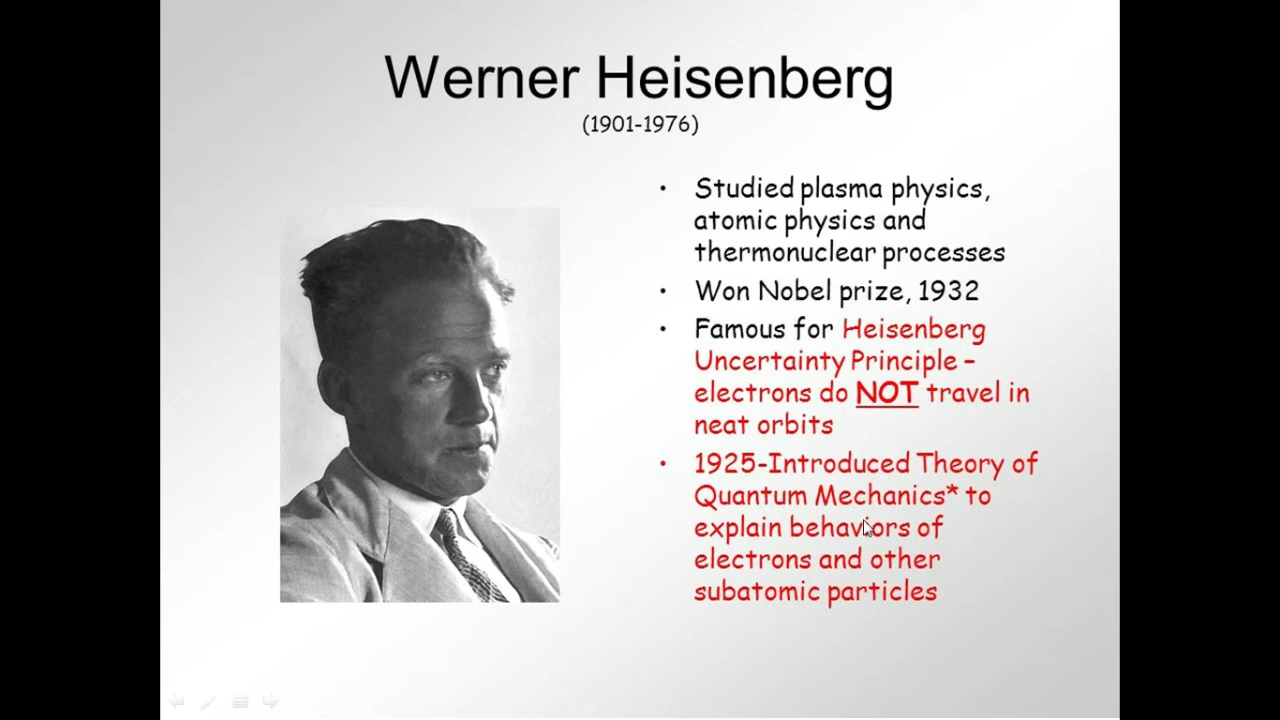 Werner Heisenberg
(1901-1976)
• Studied plasma physics,
atomic physics and
thermonuclear processes
• Won Nobel prize, 1932
• Famous for Heisenberg
Uncertainty Principle –
electrons do NOT travel in
neat orbits
• 1925-Introduced Theory of
Quantum Mechanics* to
explain behaviors of
electrons and other
subatomic particles